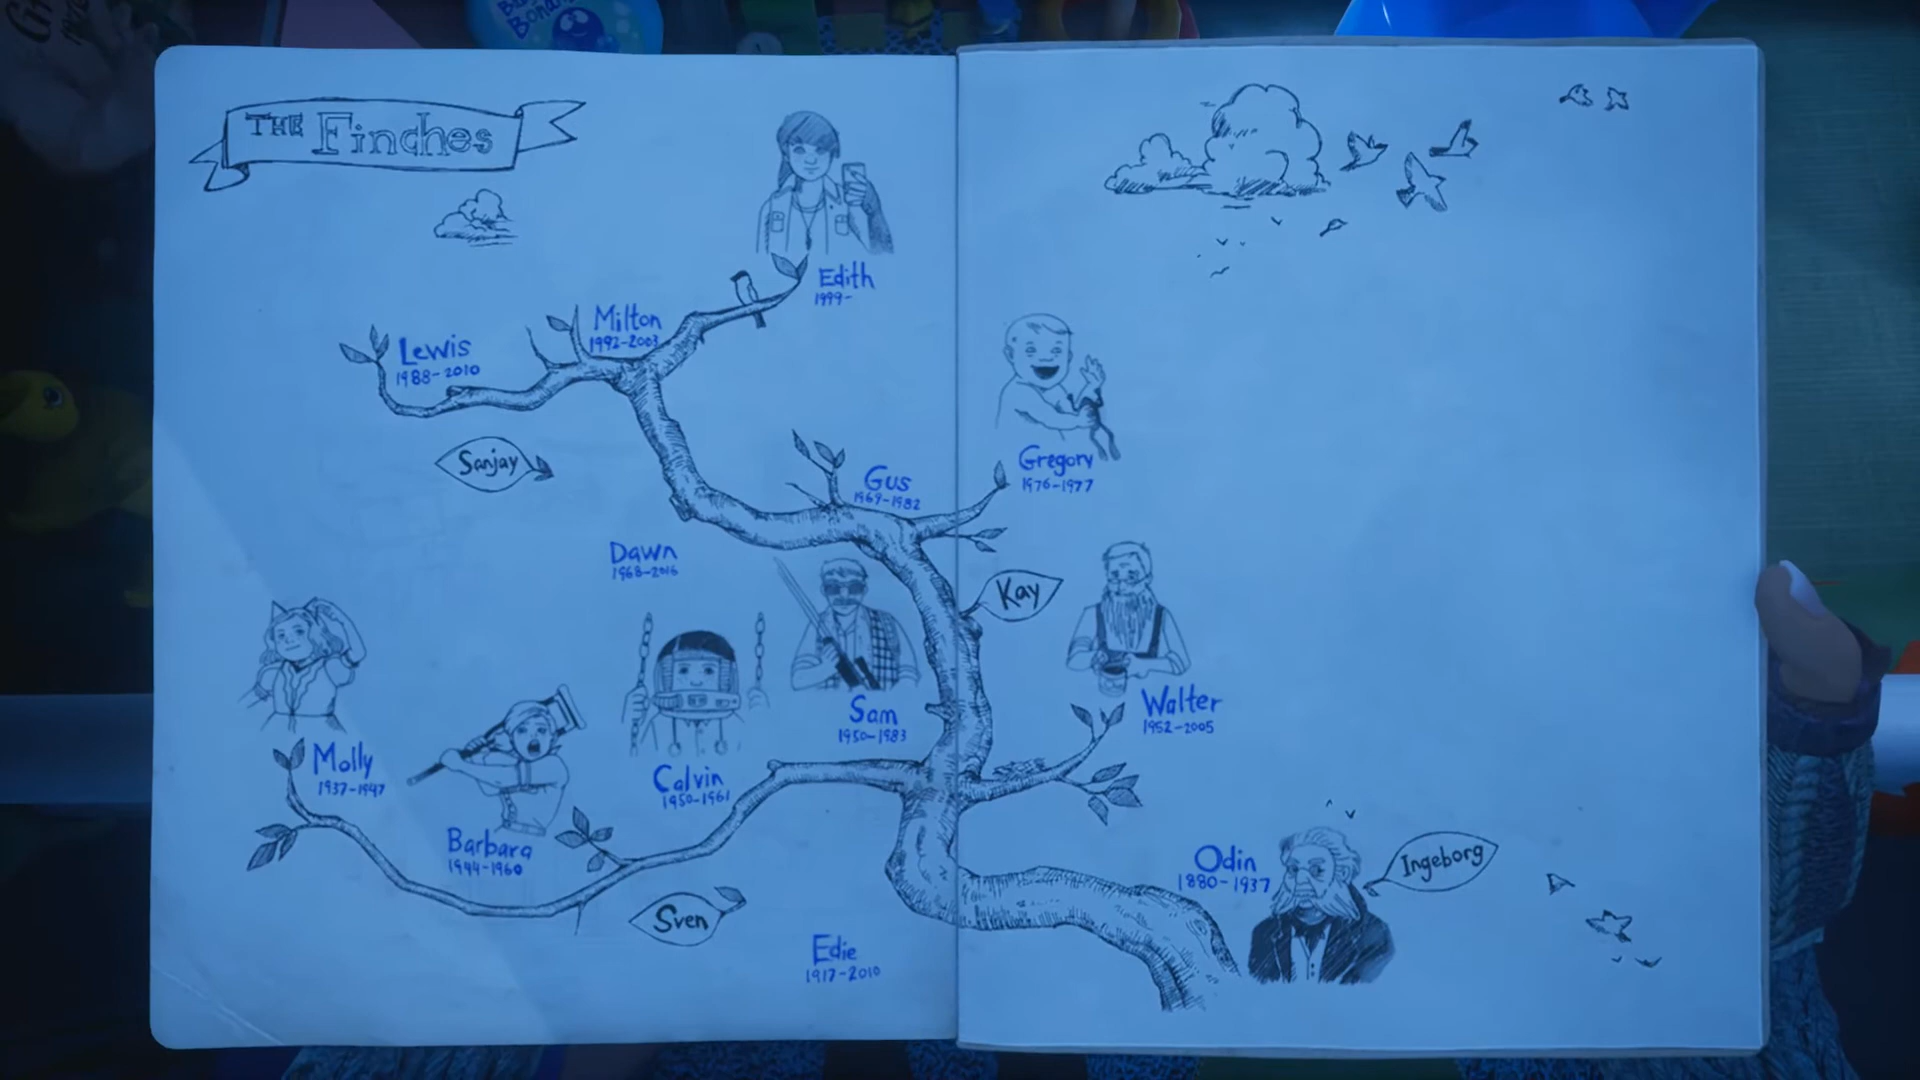 THE Finches
Edith
1999-
Milton
1992-2003
Lewis
1988-2010
Sanjay
Gregory
1976-1977
Gus
1969-1982
Dawn
1968-2016
Kay
Walter
1952-2005
Sam
1950-1983
Calvin
1950-1961
Molly
1937-1947
Barbara
1944-1960
Sven
Edie
1917-2010
Odin
1880-1937
Ingeborg